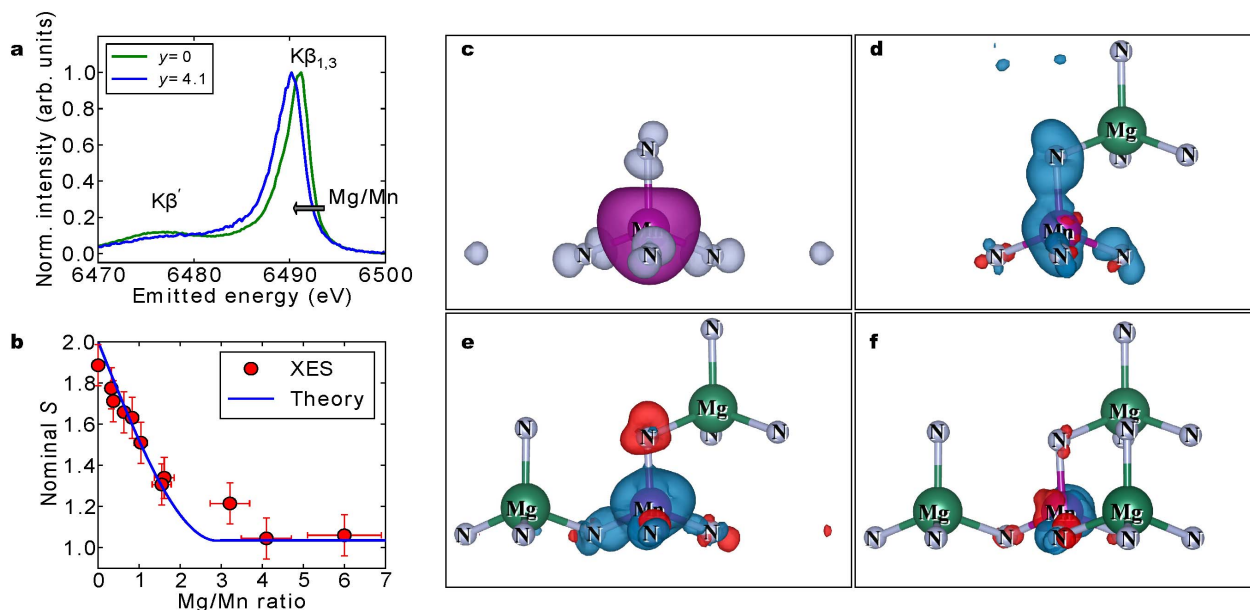 a
Norm. intensity (arb. units)
1.0
0.8
0.6
0.4
0.2
0.0
y= 0
y= 4.1
Kβ1,3
Kβ′
Mg/Mn
6470 6480 6490 6500
Emitted energy (eV)
b
Nominal S
2.0
1.8
1.6
1.4
1.2
1.0
XES
Theory
0 1 2 3 4 5 6 7
Mg/Mn ratio
c
N
Mn
N N N
d
N
Mg
N N N
Mn
N N N
e
N
Mg
N N N
N
Mg Mn
N N N N N
f
N
Mg
N N N N
Mg Mn Mg
N N N N N N N